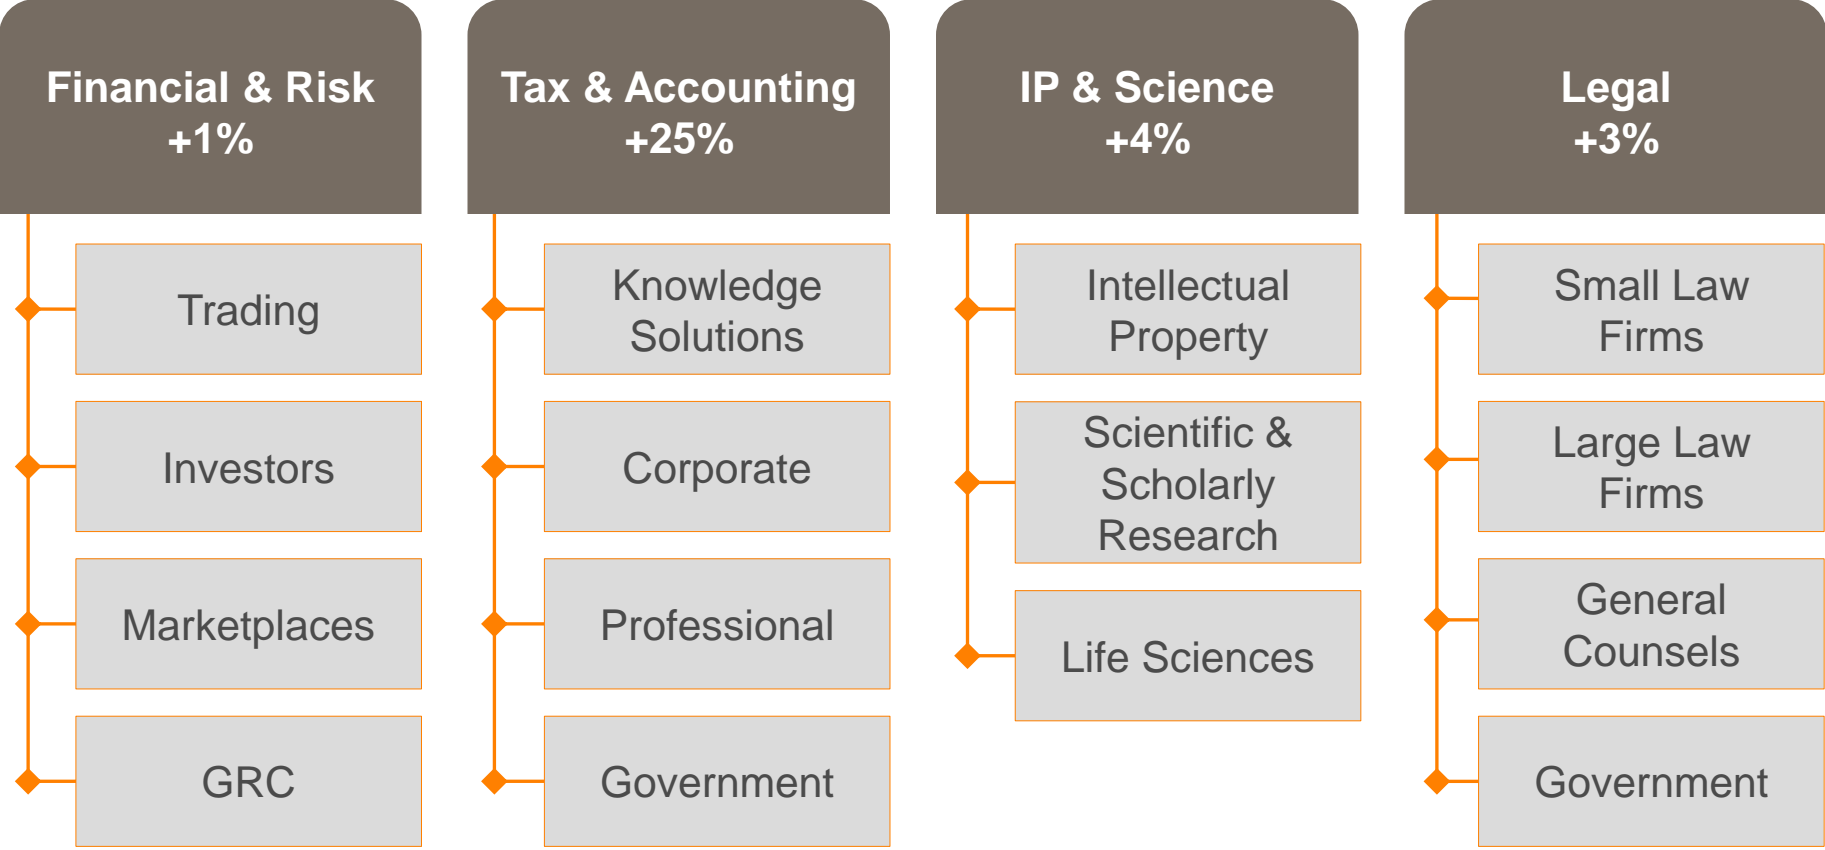 Financial & Risk
+1%
Trading
Investors
Marketplaces
GRC
Tax & Accounting
+25%
Knowledge
Solutions
Corporate
Professional
Government
IP & Science
+4%
Intellectual
Property
Scientific &
Scholarly
Research
Life Sciences
Legal
+3%
Small Law
Firms
Large Law
Firms
General
Counsels
Government